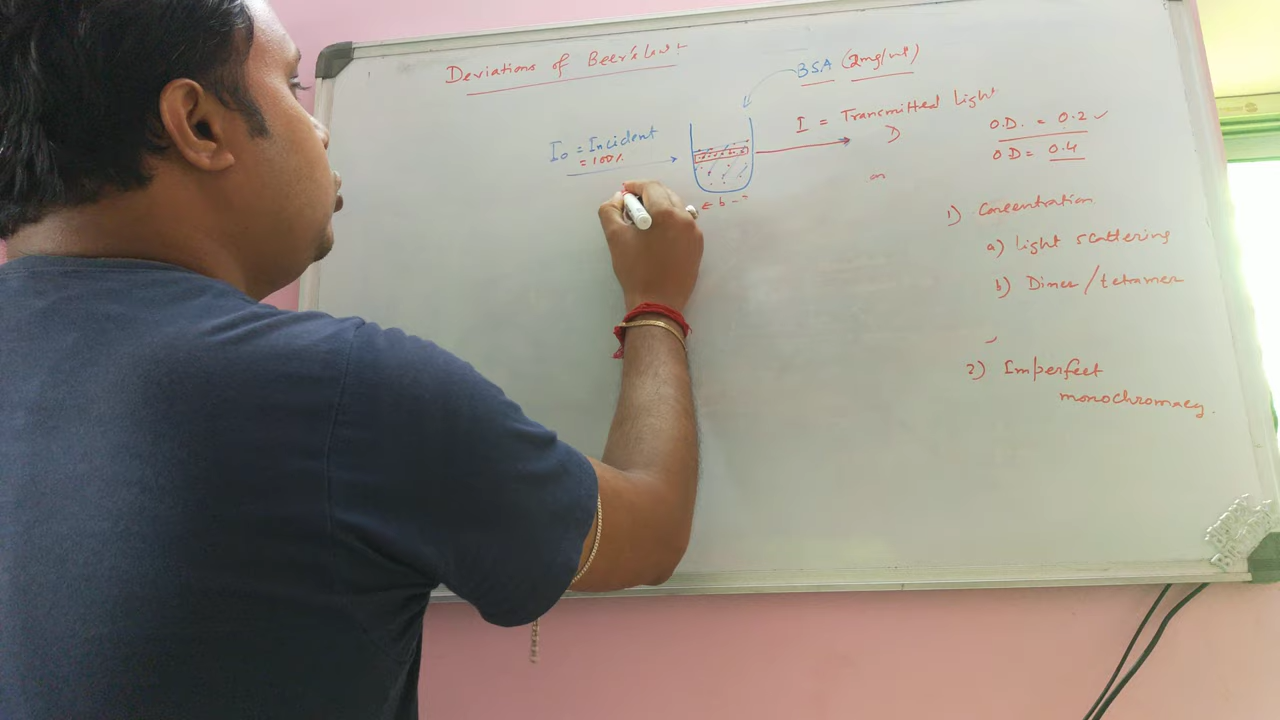 Deviations of Beer's law:
BSA (2mg/ml)
I₀ = Incident
= 100%
I = Transmitted light
D
O.D. = 0.2 ✓
OD = 0.4
← b →
1) Concentration
a) light scattering
b) Dimer/tetramer
2) Imperfect
monochromacy.